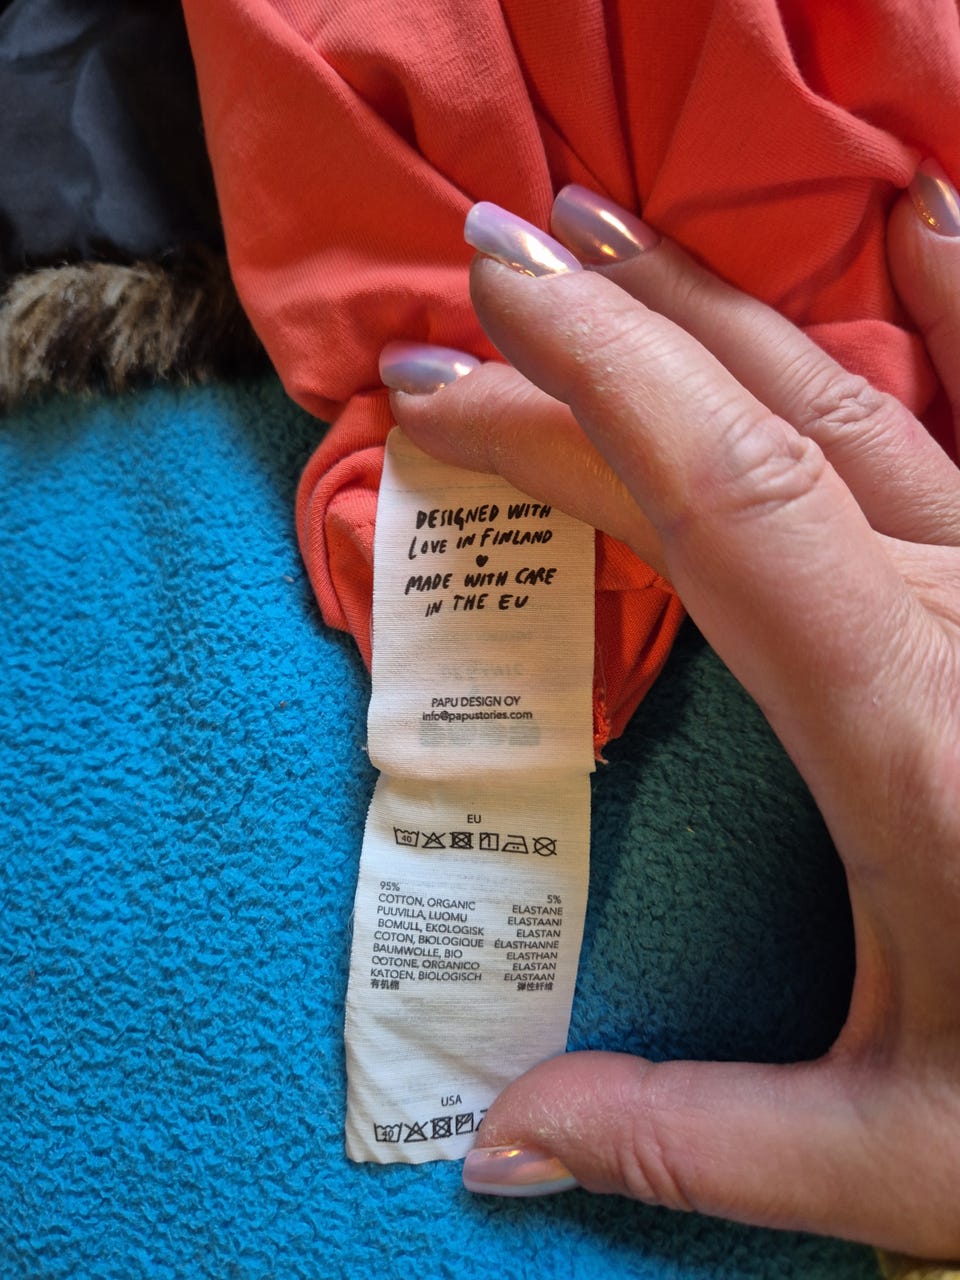 DESIGNED WITH
LOVE IN FINLAND
♥
MADE WITH CARE
IN THE EU
PAPU DESIGN OY
info@papustories.com
EU
40
95%
COTTON, ORGANIC
PUUVILLA, LUOMU
BOMULL, EKOLOGISK
COTON, BIOLOGIQUE
BAUMWOLLE, BIO
COTONE, ORGANICO
KATOEN, BIOLOGISCH
有机棉
5%
ELASTANE
ELASTAANI
ELASTAN
ÉLASTHANNE
ELASTHAN
ELASTAN
ELASTAAN
弹性纤维
USA
40